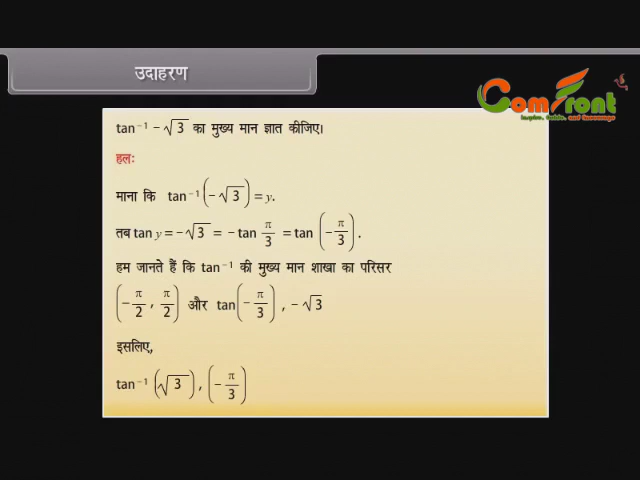 उदाहरण
ComFront
Inspire, Guide, and Encourage
tan⁻¹ – √3 का मुख्य मान ज्ञात कीजिए।
हलः
माना कि tan⁻¹ (–√3) = y.
तब tan y = –√3 = – tan π/3 = tan (–π/3).
हम जानते हैं कि tan⁻¹ की मुख्य मान शाखा का परिसर
(–π/2, π/2) और tan(–π/3), –√3
इसलिए,
tan⁻¹ (√3), (–π/3)